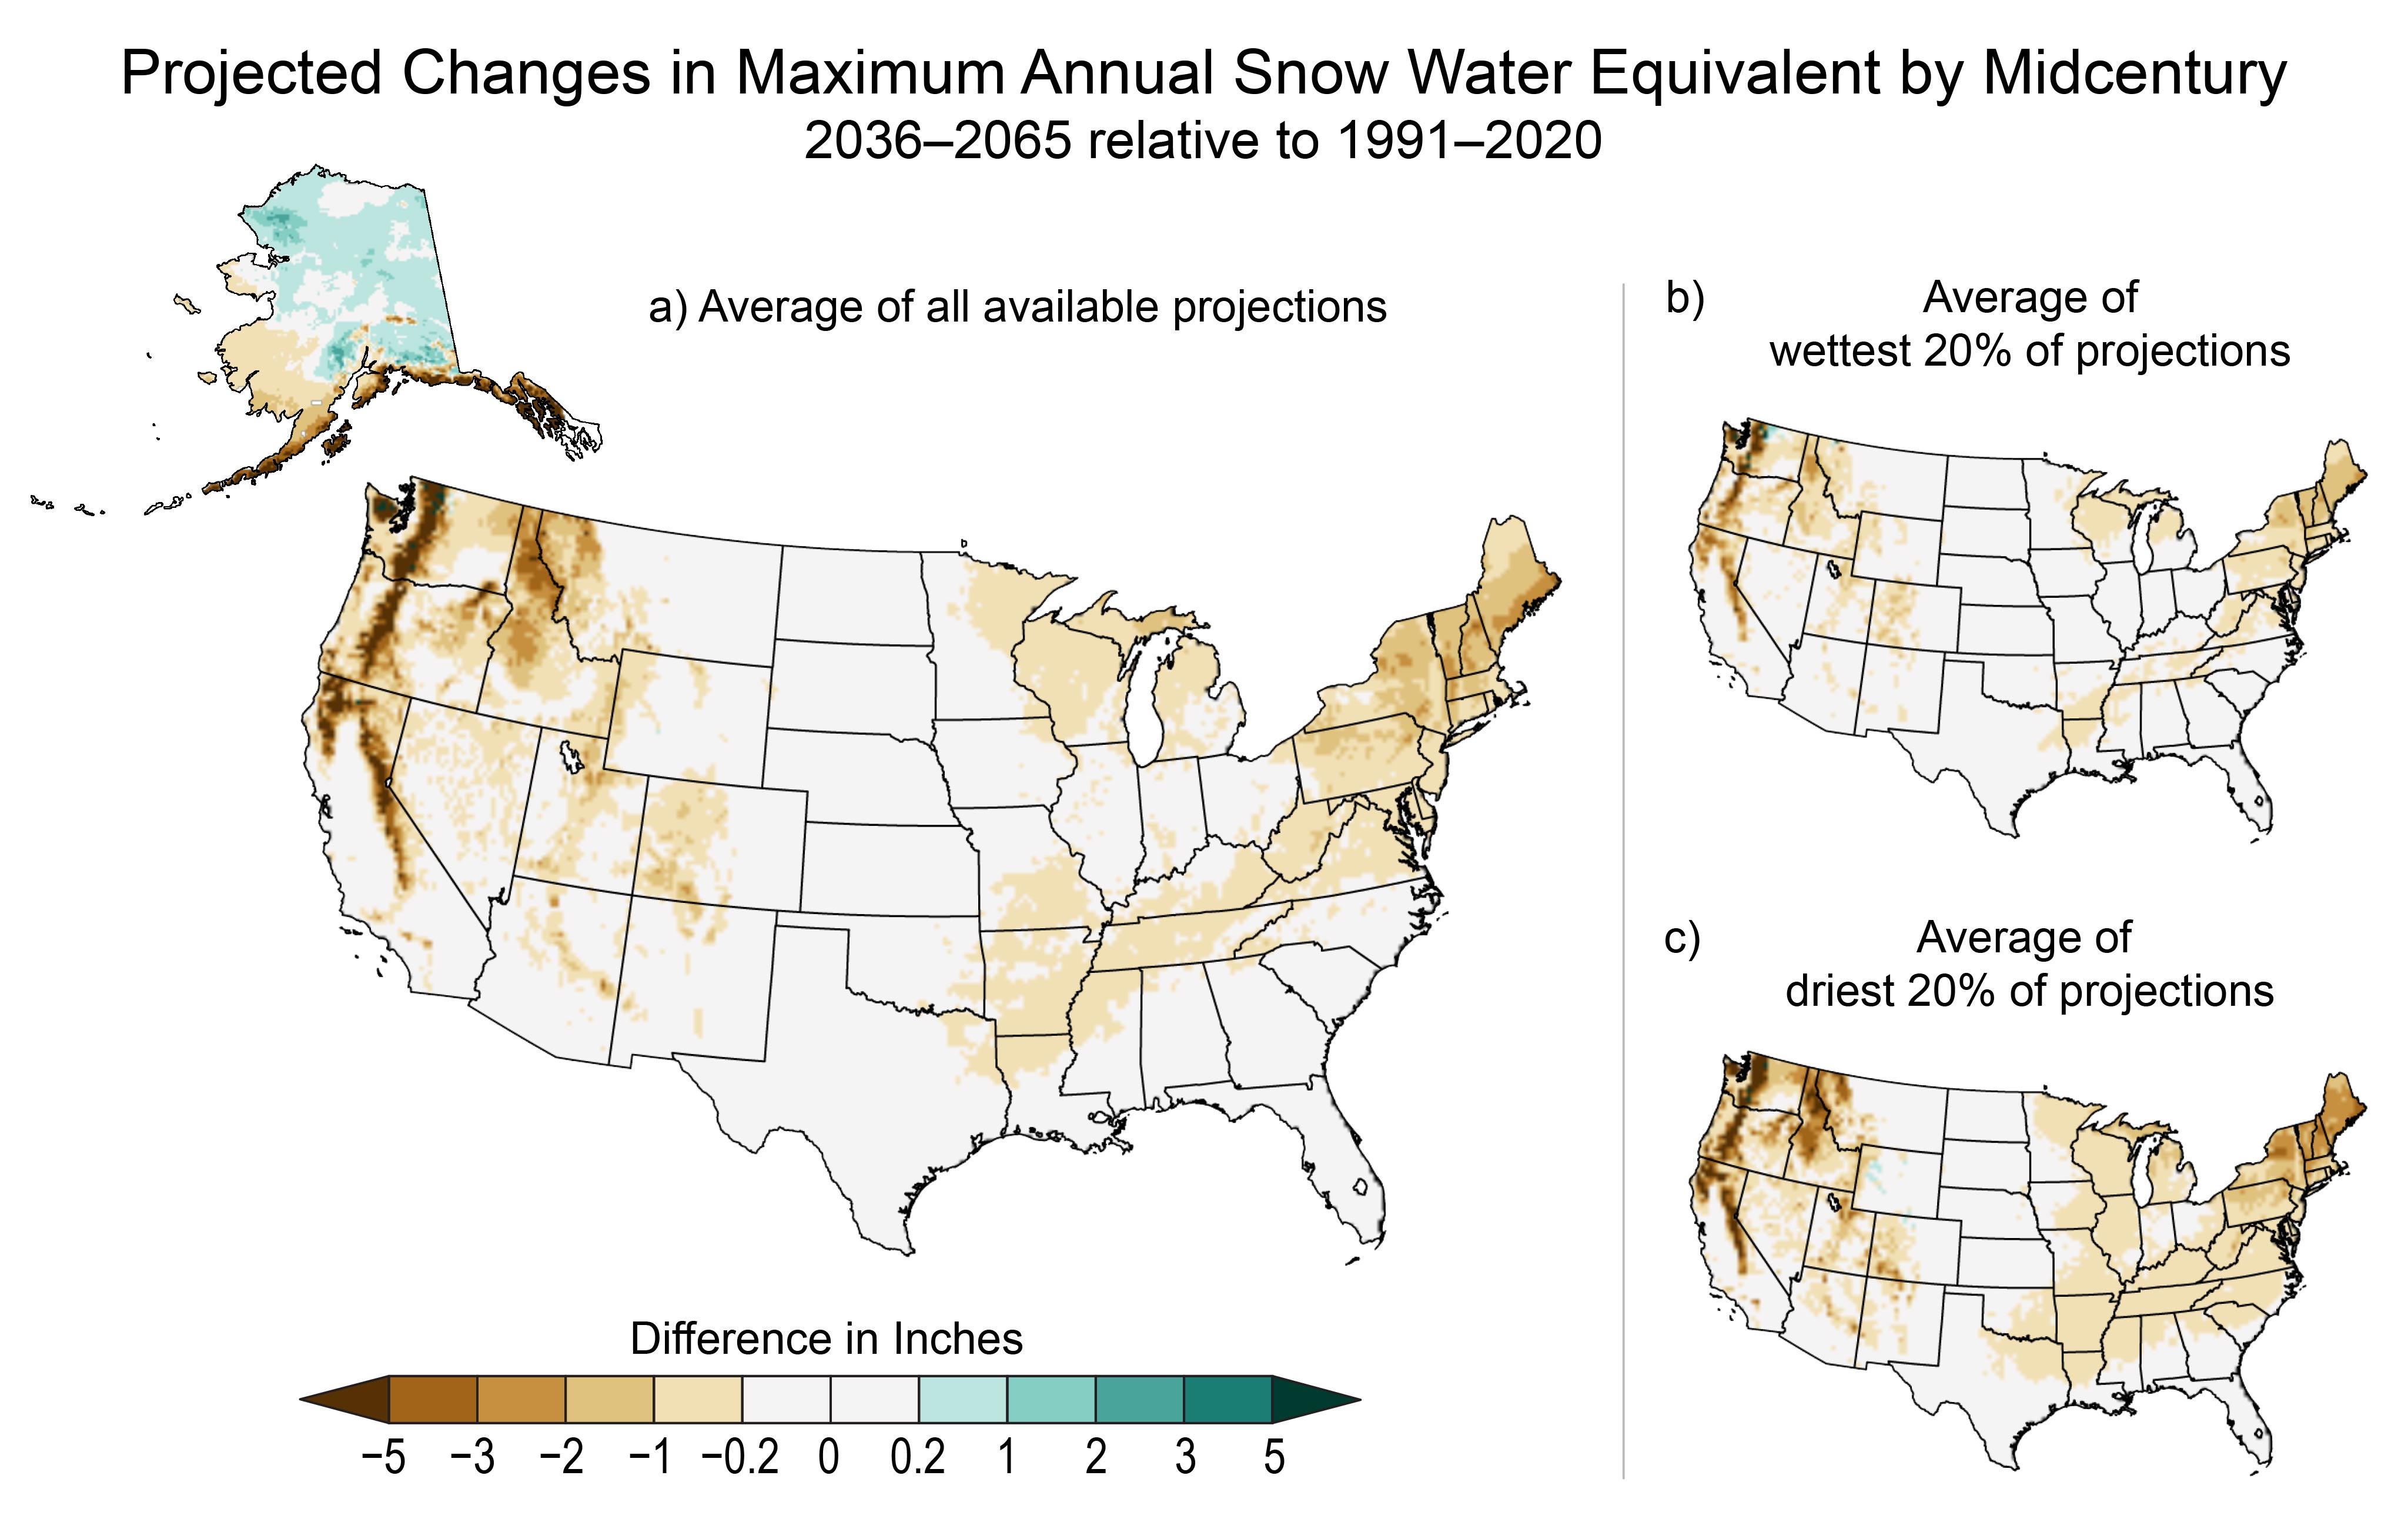 Projected Changes in Maximum Annual Snow Water Equivalent by Midcentury
2036–2065 relative to 1991–2020
a) Average of all available projections
b) Average of
wettest 20% of projections
c) Average of
driest 20% of projections
Difference in Inches
−5 −3 −2 −1 −0.2 0 0.2 1 2 3 5